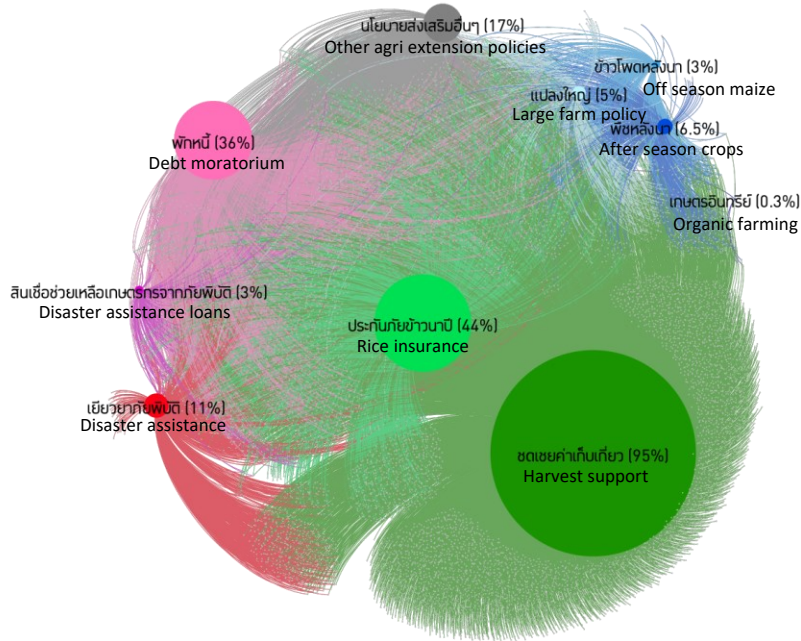 นโยบายส่งเสริมอื่นๆ (17%)
Other agri extension policies
ข้าวโพดหลังนา (3%)
Off season maize
แปลงใหญ่ (5%)
Large farm policy
พืชหลังนา (6.5%)
After season crops
พักหนี้ (36%)
Debt moratorium
เกษตรอินทรีย์ (0.3%)
Organic farming
สินเชื่อช่วยเหลือเกษตรกรจากภัยพิบัติ (3%)
Disaster assistance loans
ประกันภัยข้าวนาปี (44%)
Rice insurance
เยียวยาภัยพิบัติ (11%)
Disaster assistance
ชดเชยค่าเก็บเกี่ยว (95%)
Harvest support